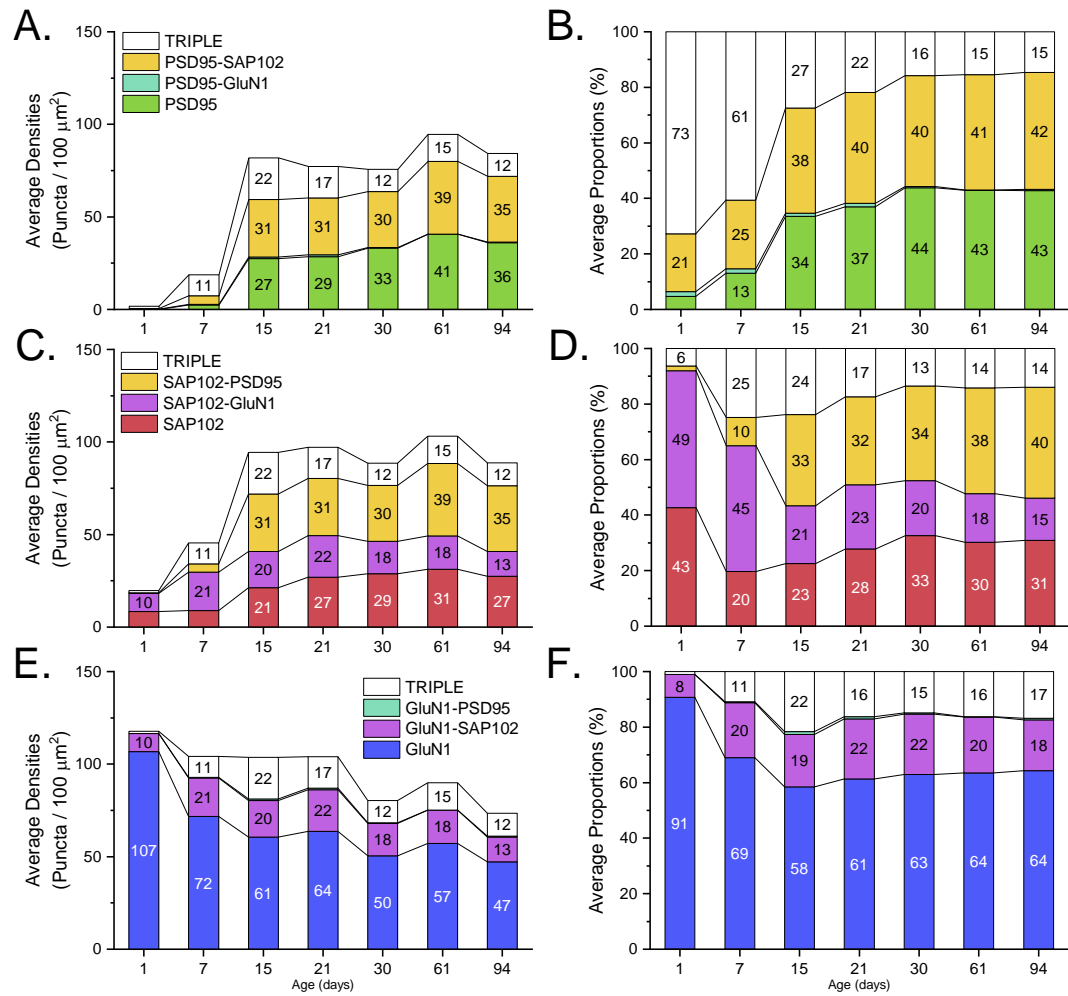 A.
Average Densities
(Puncta / 100 μm²)
150
100
50
0
TRIPLE
PSD95-SAP102
PSD95-GluN1
PSD95
11
22 17 12 15 12
31 31 30 39 35
27 29 33 41 36
1 7 15 21 30 61 94
B.
Average Proportions (%)
100
80
60
40
20
0
73 61 27 22 16 15 15
21 25 38 40 40 41 42
13 34 37 44 43 43
1 7 15 21 30 61 94
C.
Average Densities
(Puncta / 100 μm²)
150
100
50
0
TRIPLE
SAP102-PSD95
SAP102-GluN1
SAP102
11 22 17 12 15 12
31 31 30 39 35
10 21 20 22 18 18 13
21 27 29 31 27
1 7 15 21 30 61 94
D.
Average Proportions (%)
100
80
60
40
20
0
6 25 24 17 13 14 14
10 33 32 34 38 40
49 45 21 23 20 18 15
43 20 23 28 33 30 31
1 7 15 21 30 61 94
E.
Average Densities
(Puncta / 100 μm²)
150
100
50
0
TRIPLE
GluN1-PSD95
GluN1-SAP102
GluN1
11 22 17 12 15 12
10 21 20 22 18 18 13
107 72 61 64 50 57 47
1 7 15 21 30 61 94
Age (days)
F.
Average Proportions (%)
100
80
60
40
20
0
11 22 16 15 16 17
8 20 19 22 22 20 18
91 69 58 61 63 64 64
1 7 15 21 30 61 94
Age (days)